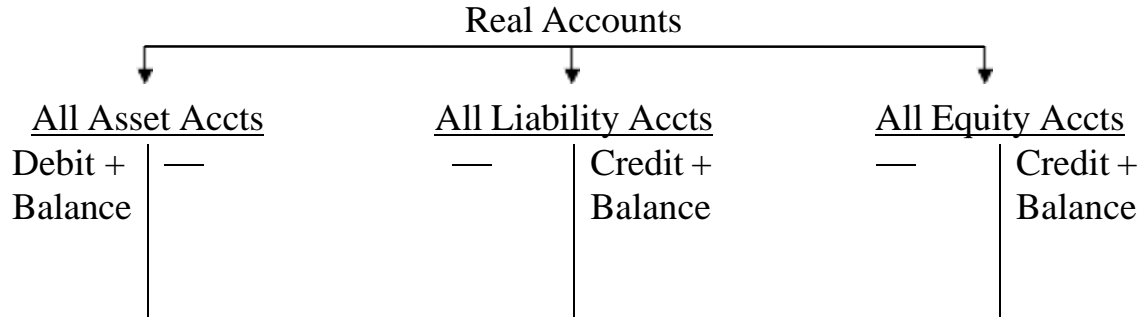 Real Accounts
All Asset Accts All Liability Accts All Equity Accts
Debit + — — Credit + — Credit +
Balance Balance Balance